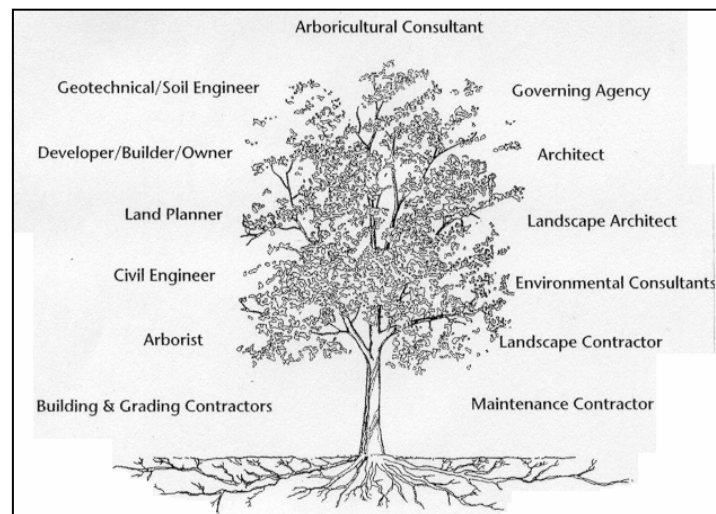 Arboricultural Consultant
Geotechnical/Soil Engineer
Governing Agency
Developer/Builder/Owner
Architect
Land Planner
Landscape Architect
Civil Engineer
Environmental Consultants
Arborist
Landscape Contractor
Building & Grading Contractors
Maintenance Contractor